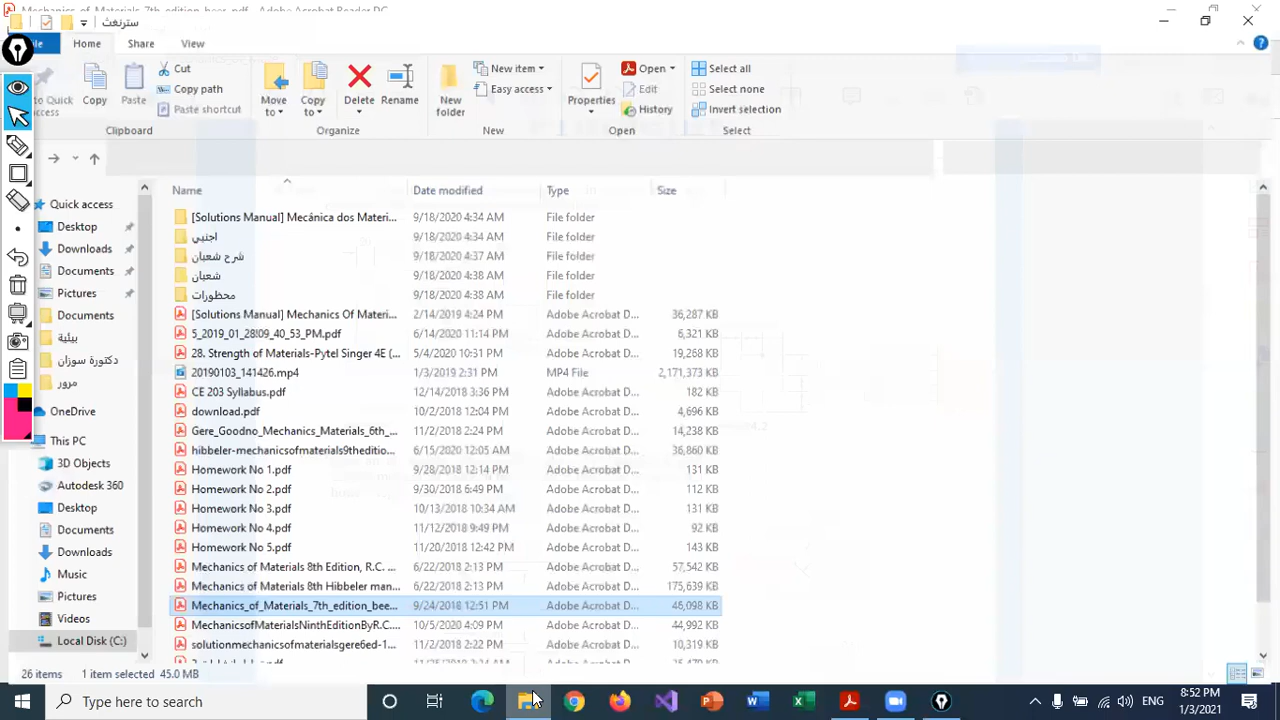 Mechanics_of_Materials_7th_edition_beer.pdf - Adobe Acrobat Reader DC
سترنغث
Home
Share
View
Cut
Copy path
Paste shortcut
Copy
Paste
Clipboard
Move to
Copy to
Delete
Rename
Organize
New folder
New item
Easy access
New
Properties
Open
Edit
History
Open
Select all
Select none
Invert selection
Select
Name
Date modified
Type
Size
Quick access
Desktop
Downloads
Documents
Pictures
Documents
بيئية
دكتورة سوزان
مرور
OneDrive
This PC
3D Objects
Autodesk 360
Desktop
Documents
Downloads
Music
Pictures
Videos
Local Disk (C:)
[Solutions Manual] Mecánica dos Materi... 9/18/2020 4:34 AM File folder
اجنبي 9/18/2020 4:34 AM File folder
شرح شعبان 9/18/2020 4:37 AM File folder
شعبان 9/18/2020 4:38 AM File folder
محظورات 9/18/2020 4:38 AM File folder
[Solutions Manual] Mechanics Of Materi... 2/14/2019 4:24 PM Adobe Acrobat D... 36,287 KB
5_2019_01_28!09_40_53_PM.pdf 6/14/2020 11:14 PM Adobe Acrobat D... 6,321 KB
28. Strength of Materials-Pytel Singer 4E (... 5/4/2020 10:31 PM Adobe Acrobat D... 19,268 KB
20190103_141426.mp4 1/3/2019 2:31 PM MP4 File 2,171,373 KB
CE 203 Syllabus.pdf 12/14/2018 3:36 PM Adobe Acrobat D... 182 KB
download.pdf 10/2/2018 12:04 PM Adobe Acrobat D... 4,696 KB
Gere_Goodno_Mechanics_Materials_6th_... 11/2/2018 2:24 PM Adobe Acrobat D... 14,238 KB
hibbeler-mechanicsofmaterials9theditio... 6/15/2020 12:05 AM Adobe Acrobat D... 36,860 KB
Homework No 1.pdf 9/28/2018 12:14 PM Adobe Acrobat D... 131 KB
Homework No 2.pdf 9/30/2018 6:49 PM Adobe Acrobat D... 112 KB
Homework No 3.pdf 10/13/2018 10:34 AM Adobe Acrobat D... 131 KB
Homework No 4.pdf 11/12/2018 9:49 PM Adobe Acrobat D... 92 KB
Homework No 5.pdf 11/20/2018 12:42 PM Adobe Acrobat D... 143 KB
Mechanics of Materials 8th Edition, R.C. ... 6/22/2018 2:13 PM Adobe Acrobat D... 57,542 KB
Mechanics of Materials 8th Hibbeler man... 6/22/2018 2:13 PM Adobe Acrobat D... 175,639 KB
Mechanics_of_Materials_7th_edition_bee... 9/24/2018 12:51 PM Adobe Acrobat D... 46,098 KB
MechanicsofMaterialsNinthEditionByR.C.... 10/5/2020 4:09 PM Adobe Acrobat D... 44,992 KB
solutionmechanicsofmaterialsgere6ed-1... 11/2/2018 2:22 PM Adobe Acrobat D... 10,319 KB
26 items 1 item selected 45.0 MB
Type here to search
ENG
8:52 PM
1/3/2021